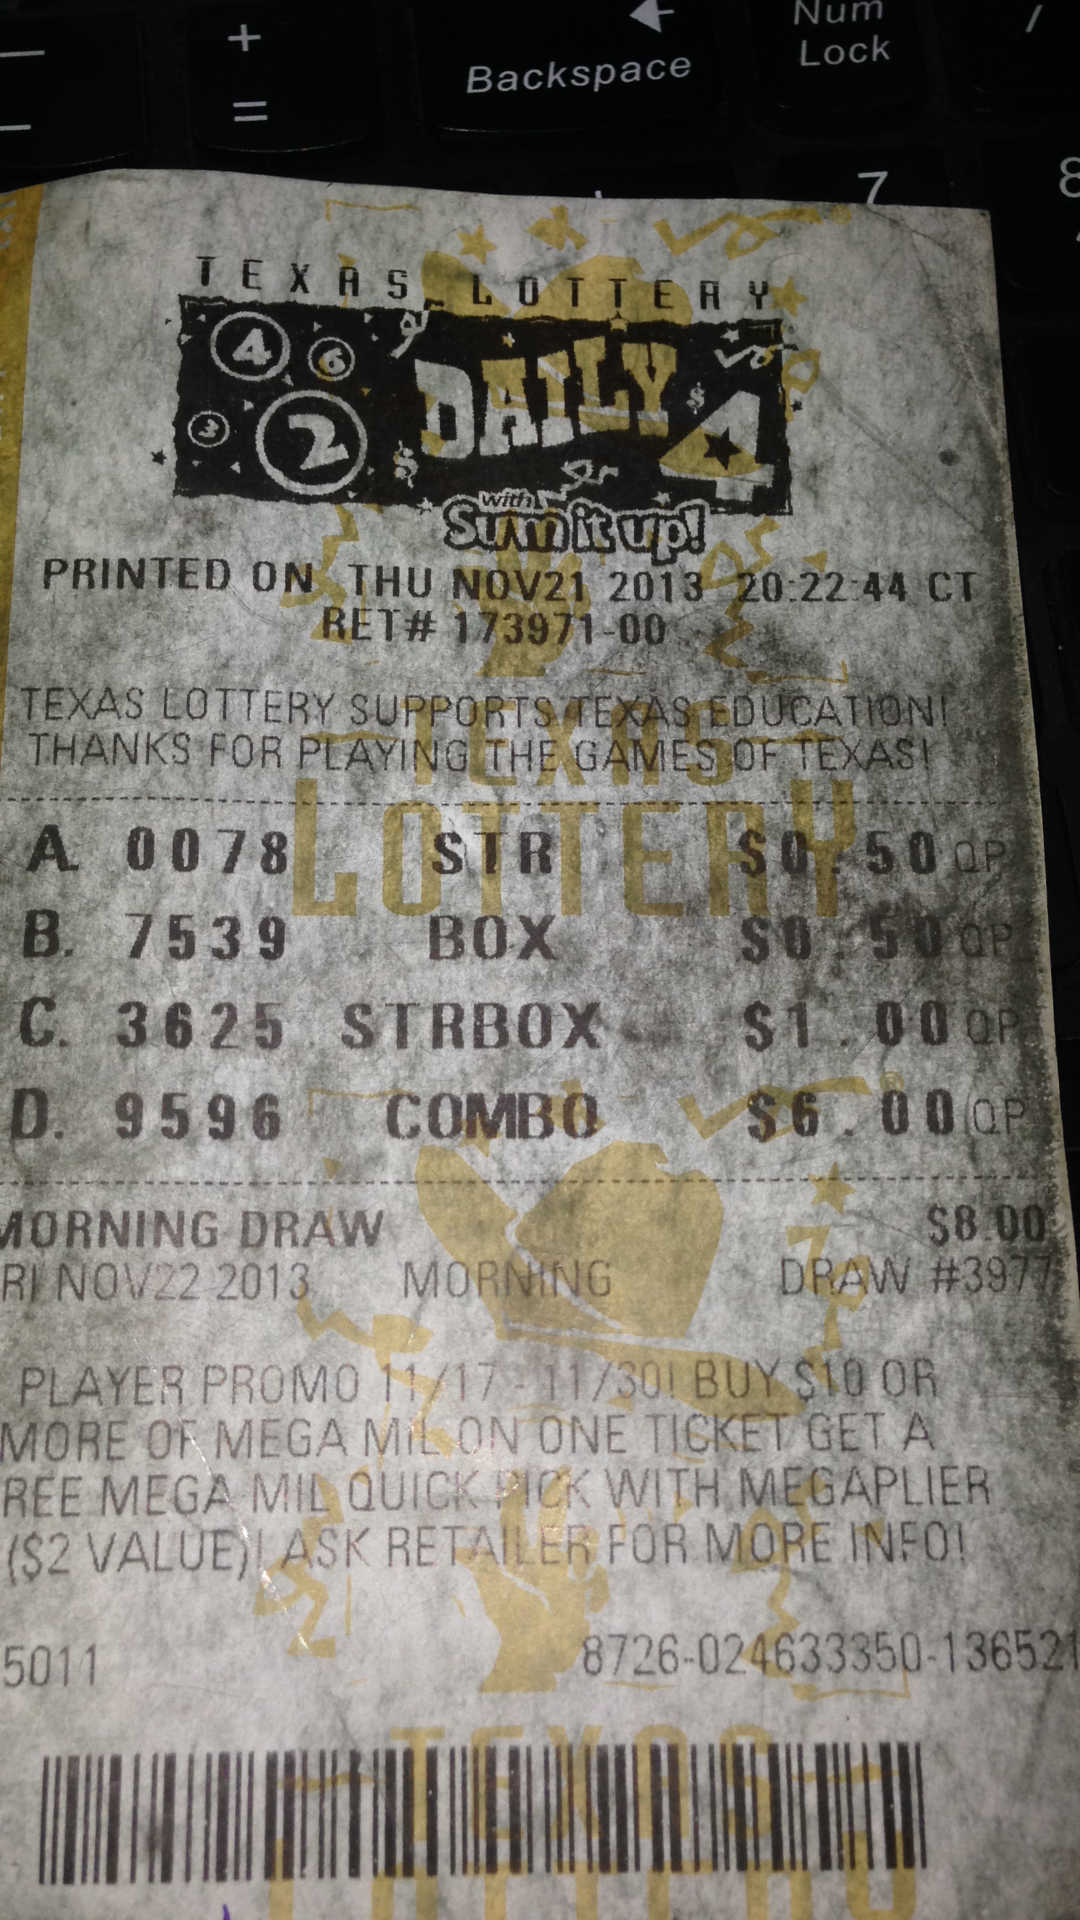 +
=
Backspace
Num
Lock
/
7
8
TEXAS LOTTERY
4 6
3 2
DAILY 4
$ $
with
Sum it up!
PRINTED ON THU NOV21 2013 20:22:44 CT
RET# 173971-00
TEXAS LOTTERY SUPPORTS TEXAS EDUCATION!
THANKS FOR PLAYING THE GAMES OF TEXAS!
TEXAS
LOTTERY
A. 0078 STR $0.50 QP
B. 7539 BOX $0.50 QP
C. 3625 STRBOX $1.00 QP
D. 9596 COMBO $6.00 QP
MORNING DRAW $8.00
RI NOV22 2013 MORNING DRAW #3977
PLAYER PROMO 11/17 - 11/30! BUY $10 OR
MORE OF MEGA MIL ON ONE TICKET GET A
REE MEGA MIL QUICK PICK WITH MEGAPLIER
($2 VALUE)! ASK RETAILER FOR MORE INFO!
5011 8726-024633350-136521
TEXAS
LOTTERY